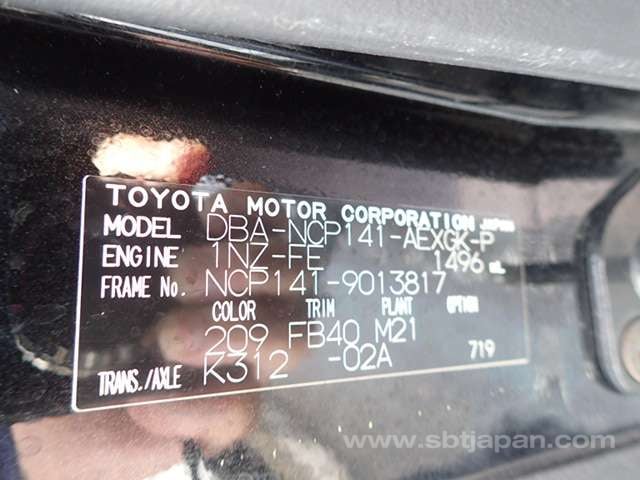 TOYOTA MOTOR CORPORATION JAPAN
MODEL DBA-NCP141-AEXGK-P
ENGINE 1NZ-FE 1496 mL
FRAME No. NCP141-9013817
COLOR TRIM PLANT OPTION
209 FB40 M21
TRANS./AXLE K312 -02A 719
www.sbtjapan.com